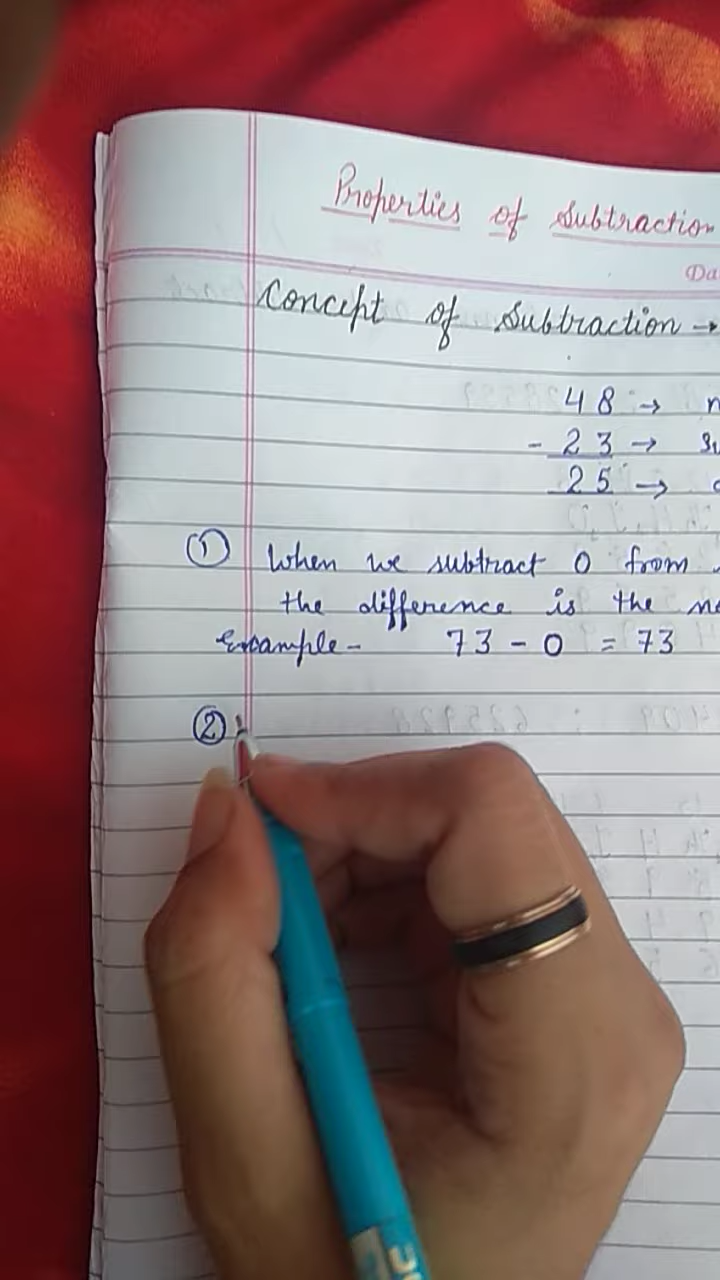 Properties of Subtraction
Da
Concept of Subtraction →
48 → 
- 23 → 
25 → 
① When we subtract 0 from
the difference is the
Example - 73 - 0 = 73
②